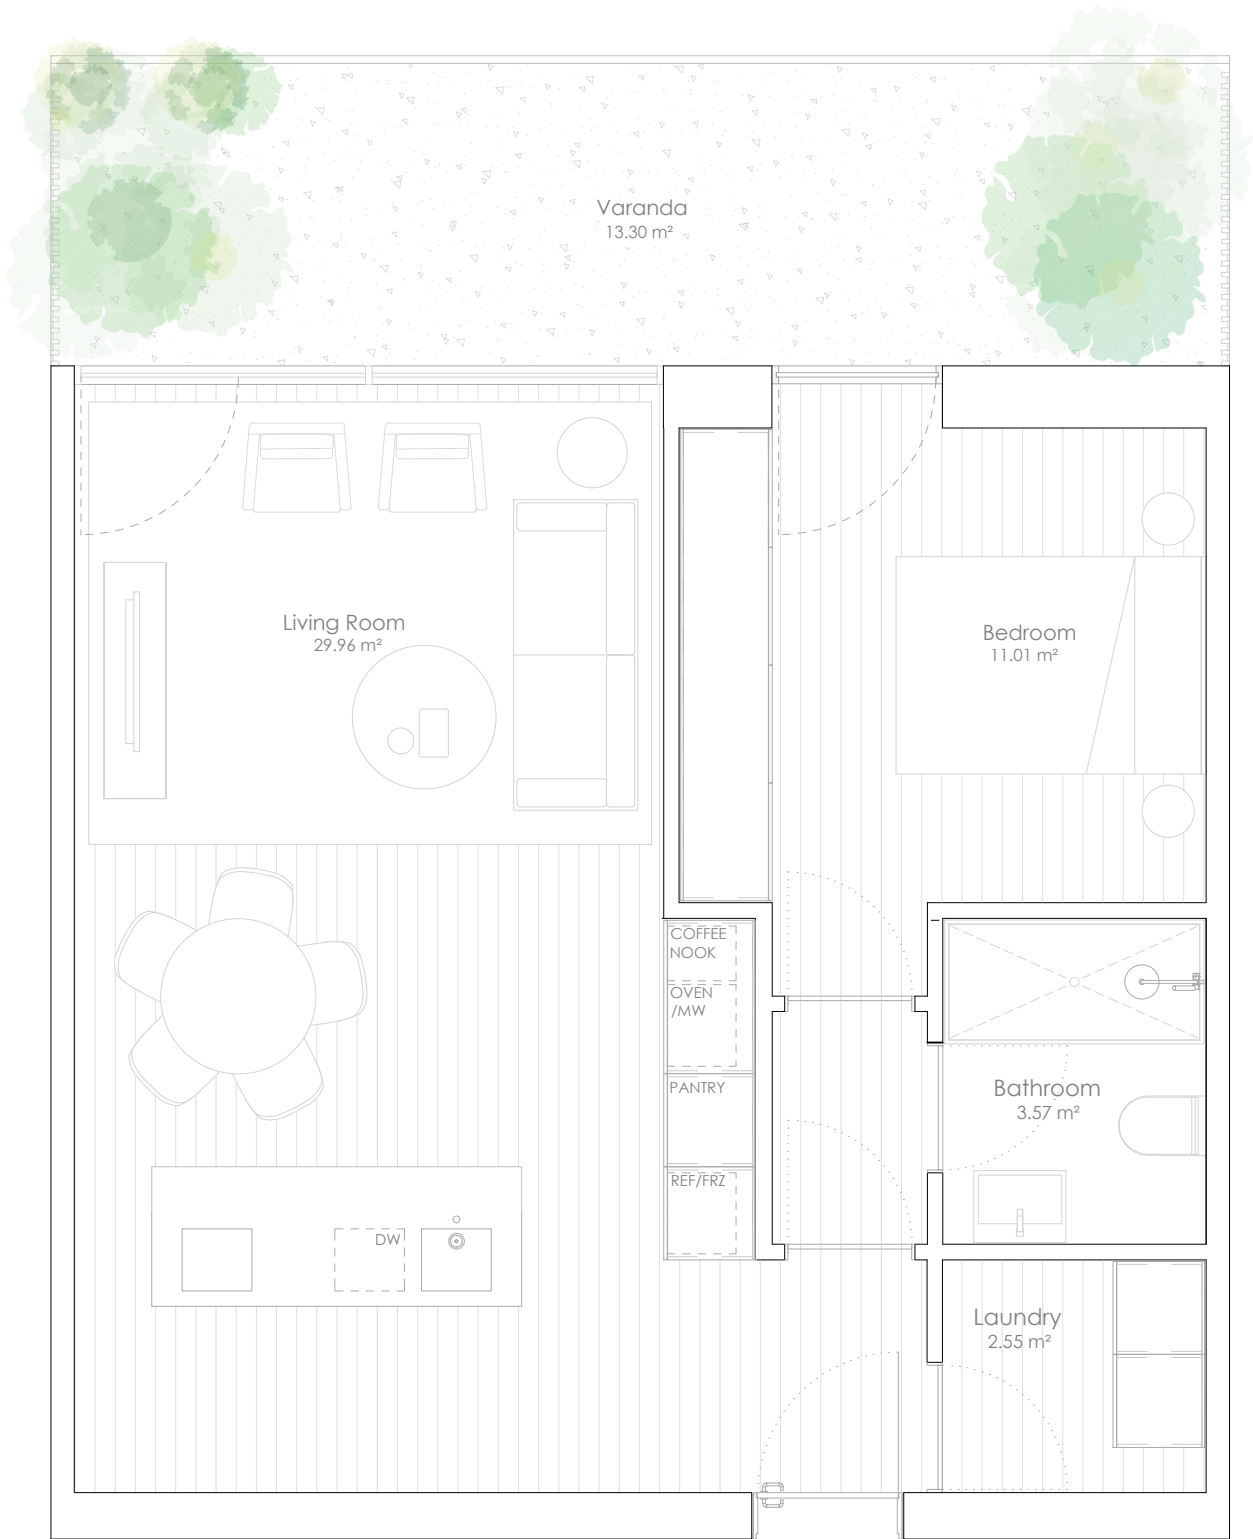 Varanda
13.30 m²
Living Room
29.96 m²
Bedroom
11.01 m²
COFFEE
NOOK
OVEN
/MW
PANTRY
REF/FRZ
Bathroom
3.57 m²
DW
Laundry
2.55 m²